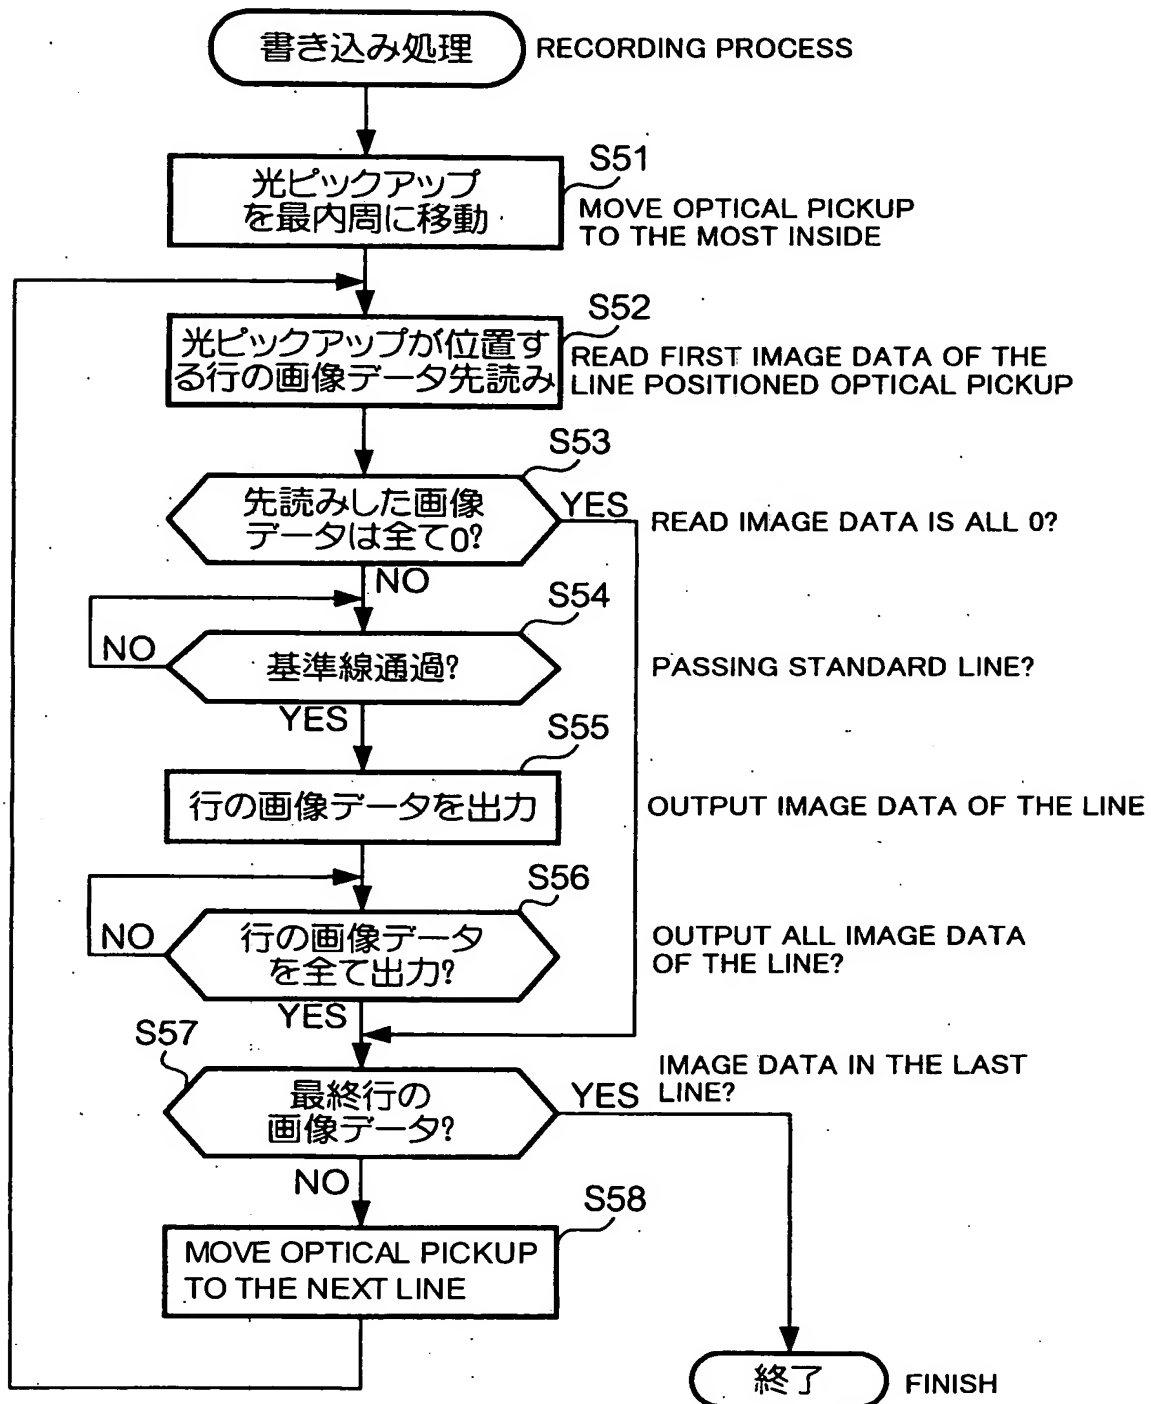 書き込み処理
RECORDING PROCESS
S51
光ピックアップ
を最内周に移動
MOVE OPTICAL PICKUP
TO THE MOST INSIDE
S52
光ピックアップが位置す
る行の画像データ先読み
READ FIRST IMAGE DATA OF THE
LINE POSITIONED OPTICAL PICKUP
S53
先読みした画像
データは全て0?
YES
READ IMAGE DATA IS ALL 0?
NO
S54
NO
基準線通過?
PASSING STANDARD LINE?
YES
S55
行の画像データを出力
OUTPUT IMAGE DATA OF THE LINE
S56
NO
行の画像データ
を全て出力?
OUTPUT ALL IMAGE DATA
OF THE LINE?
YES
S57
最終行の
画像データ?
YES
IMAGE DATA IN THE LAST
LINE?
NO
S58
MOVE OPTICAL PICKUP
TO THE NEXT LINE
終了
FINISH